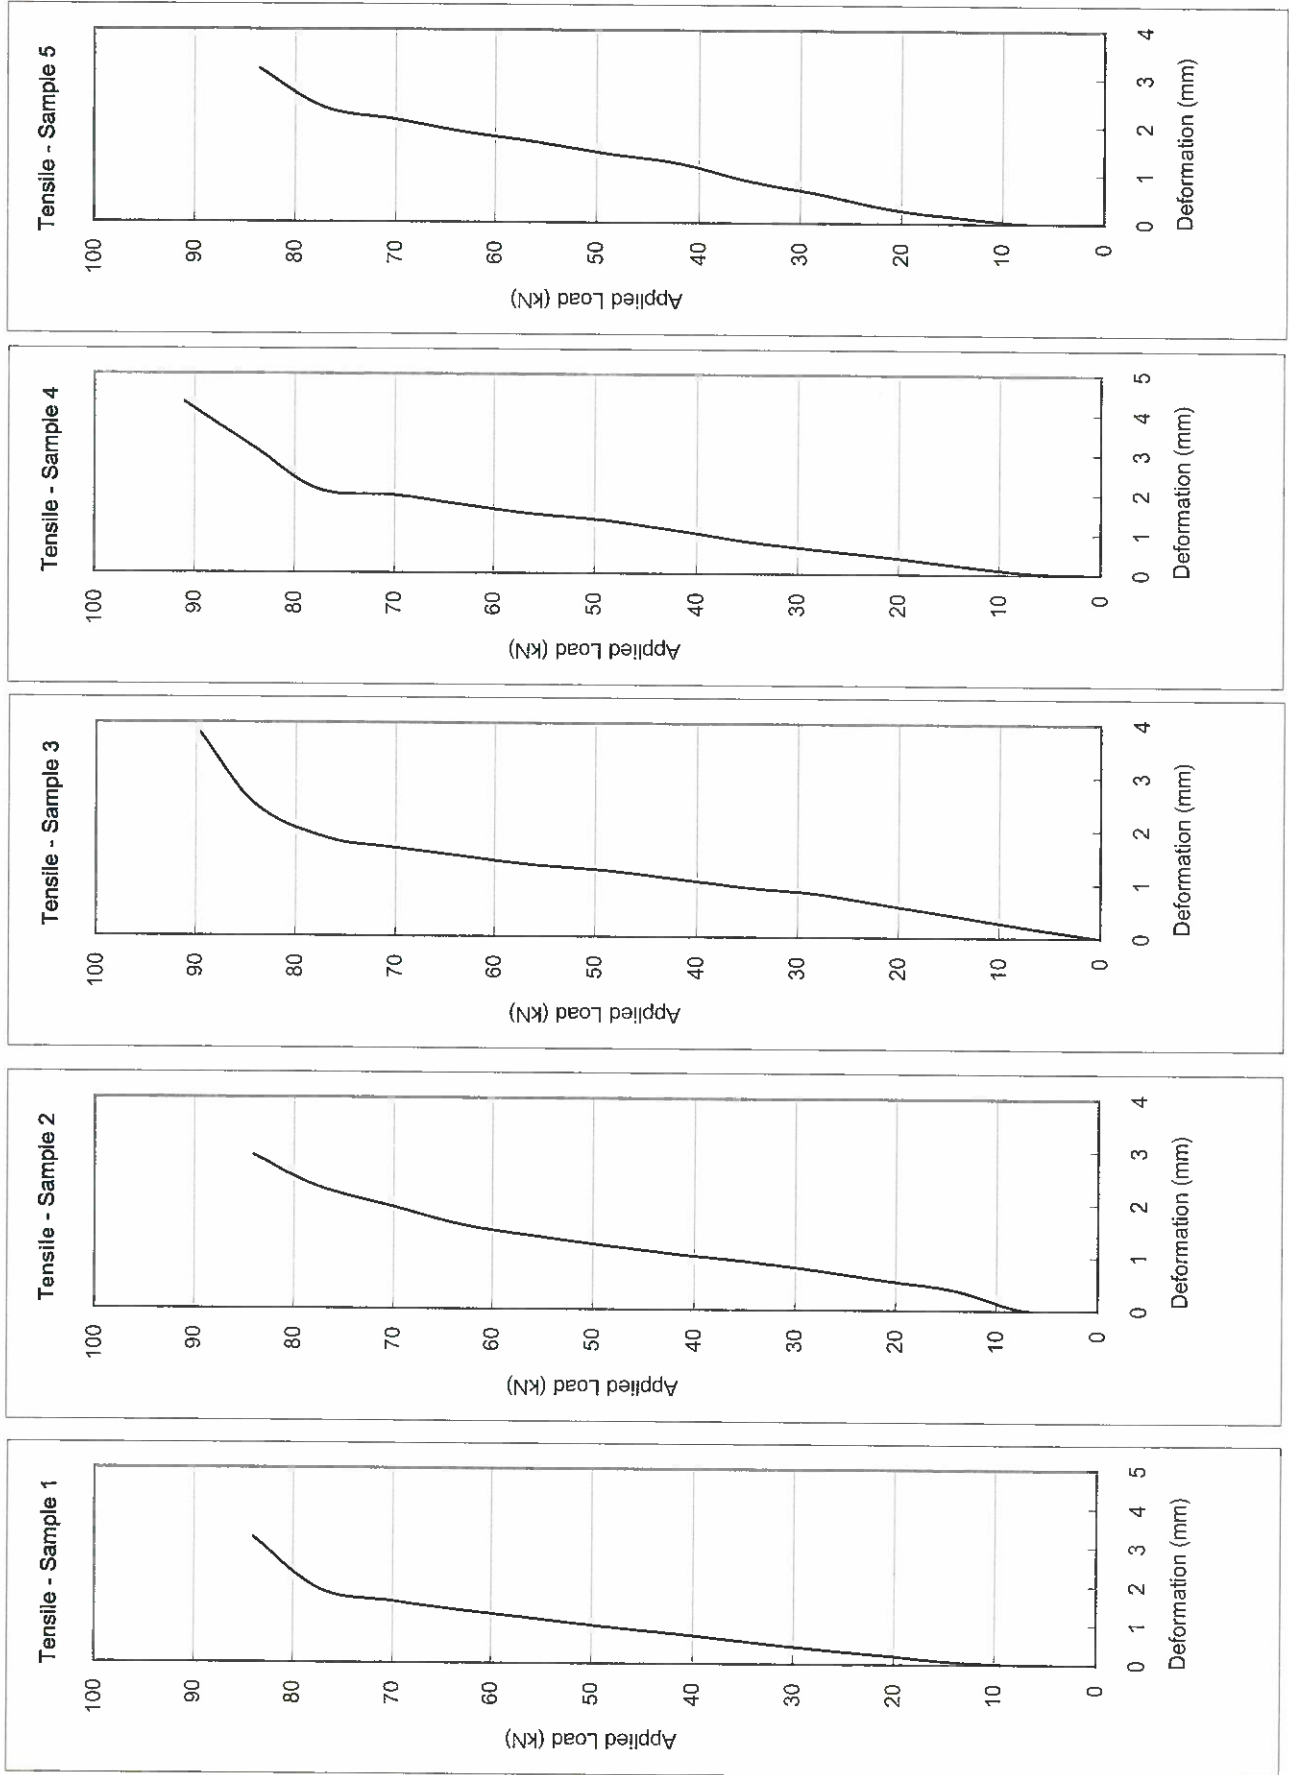 Tensile - Sample 1
Applied Load (kN)
100
90
80
70
60
50
40
30
20
10
0
0 1 2 3 4 5
Deformation (mm)
Tensile - Sample 2
Applied Load (kN)
100
90
80
70
60
50
40
30
20
10
0
0 1 2 3 4
Deformation (mm)
Tensile - Sample 3
Applied Load (kN)
100
90
80
70
60
50
40
30
20
10
0
0 1 2 3 4
Deformation (mm)
Tensile - Sample 4
Applied Load (kN)
100
90
80
70
60
50
40
30
20
10
0
0 1 2 3 4 5
Deformation (mm)
Tensile - Sample 5
Applied Load (kN)
100
90
80
70
60
50
40
30
20
10
0
0 1 2 3 4
Deformation (mm)